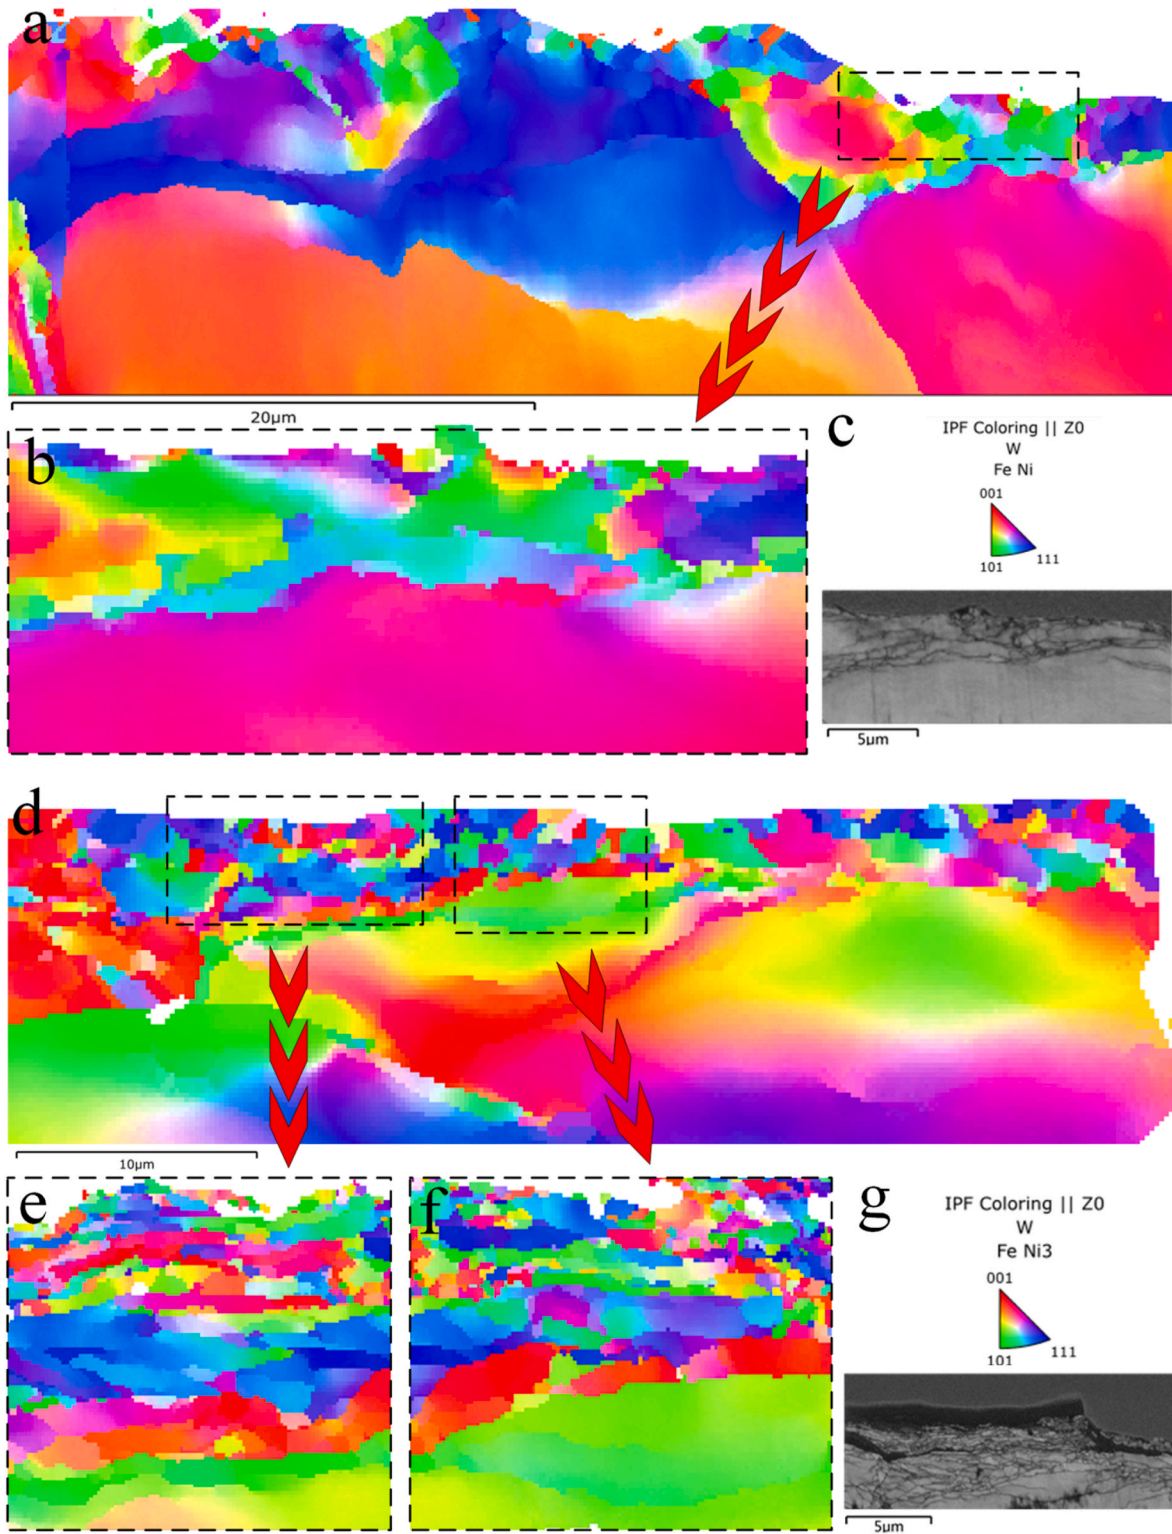 a
20μm
b
c
IPF Coloring || Z0
W
Fe Ni
001
101
111
5μm
d
10μm
e
f
g
IPF Coloring || Z0
W
Fe Ni3
001
101
111
5μm